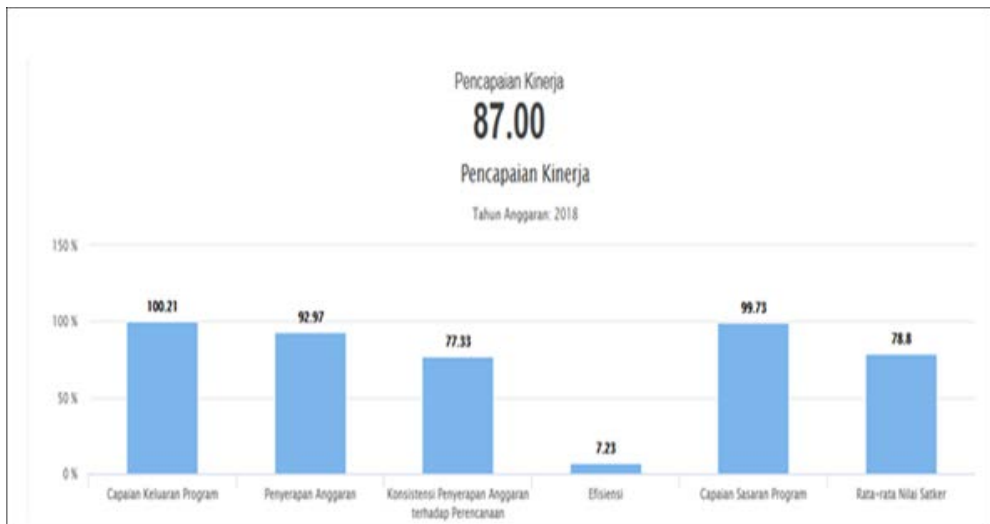 Pencapaian Kinerja
87.00
Pencapaian Kinerja
Tahun Anggaran: 2018
150 %
100 %
50 %
0 %
100.21
92.97
77.33
7.23
99.73
78.8
Capaian Keluaran Program
Penyerapan Anggaran
Konsistensi Penyerapan Anggaran
terhadap Perencanaan
Efisiensi
Capaian Sasaran Program
Rata-rata Nilai Satker